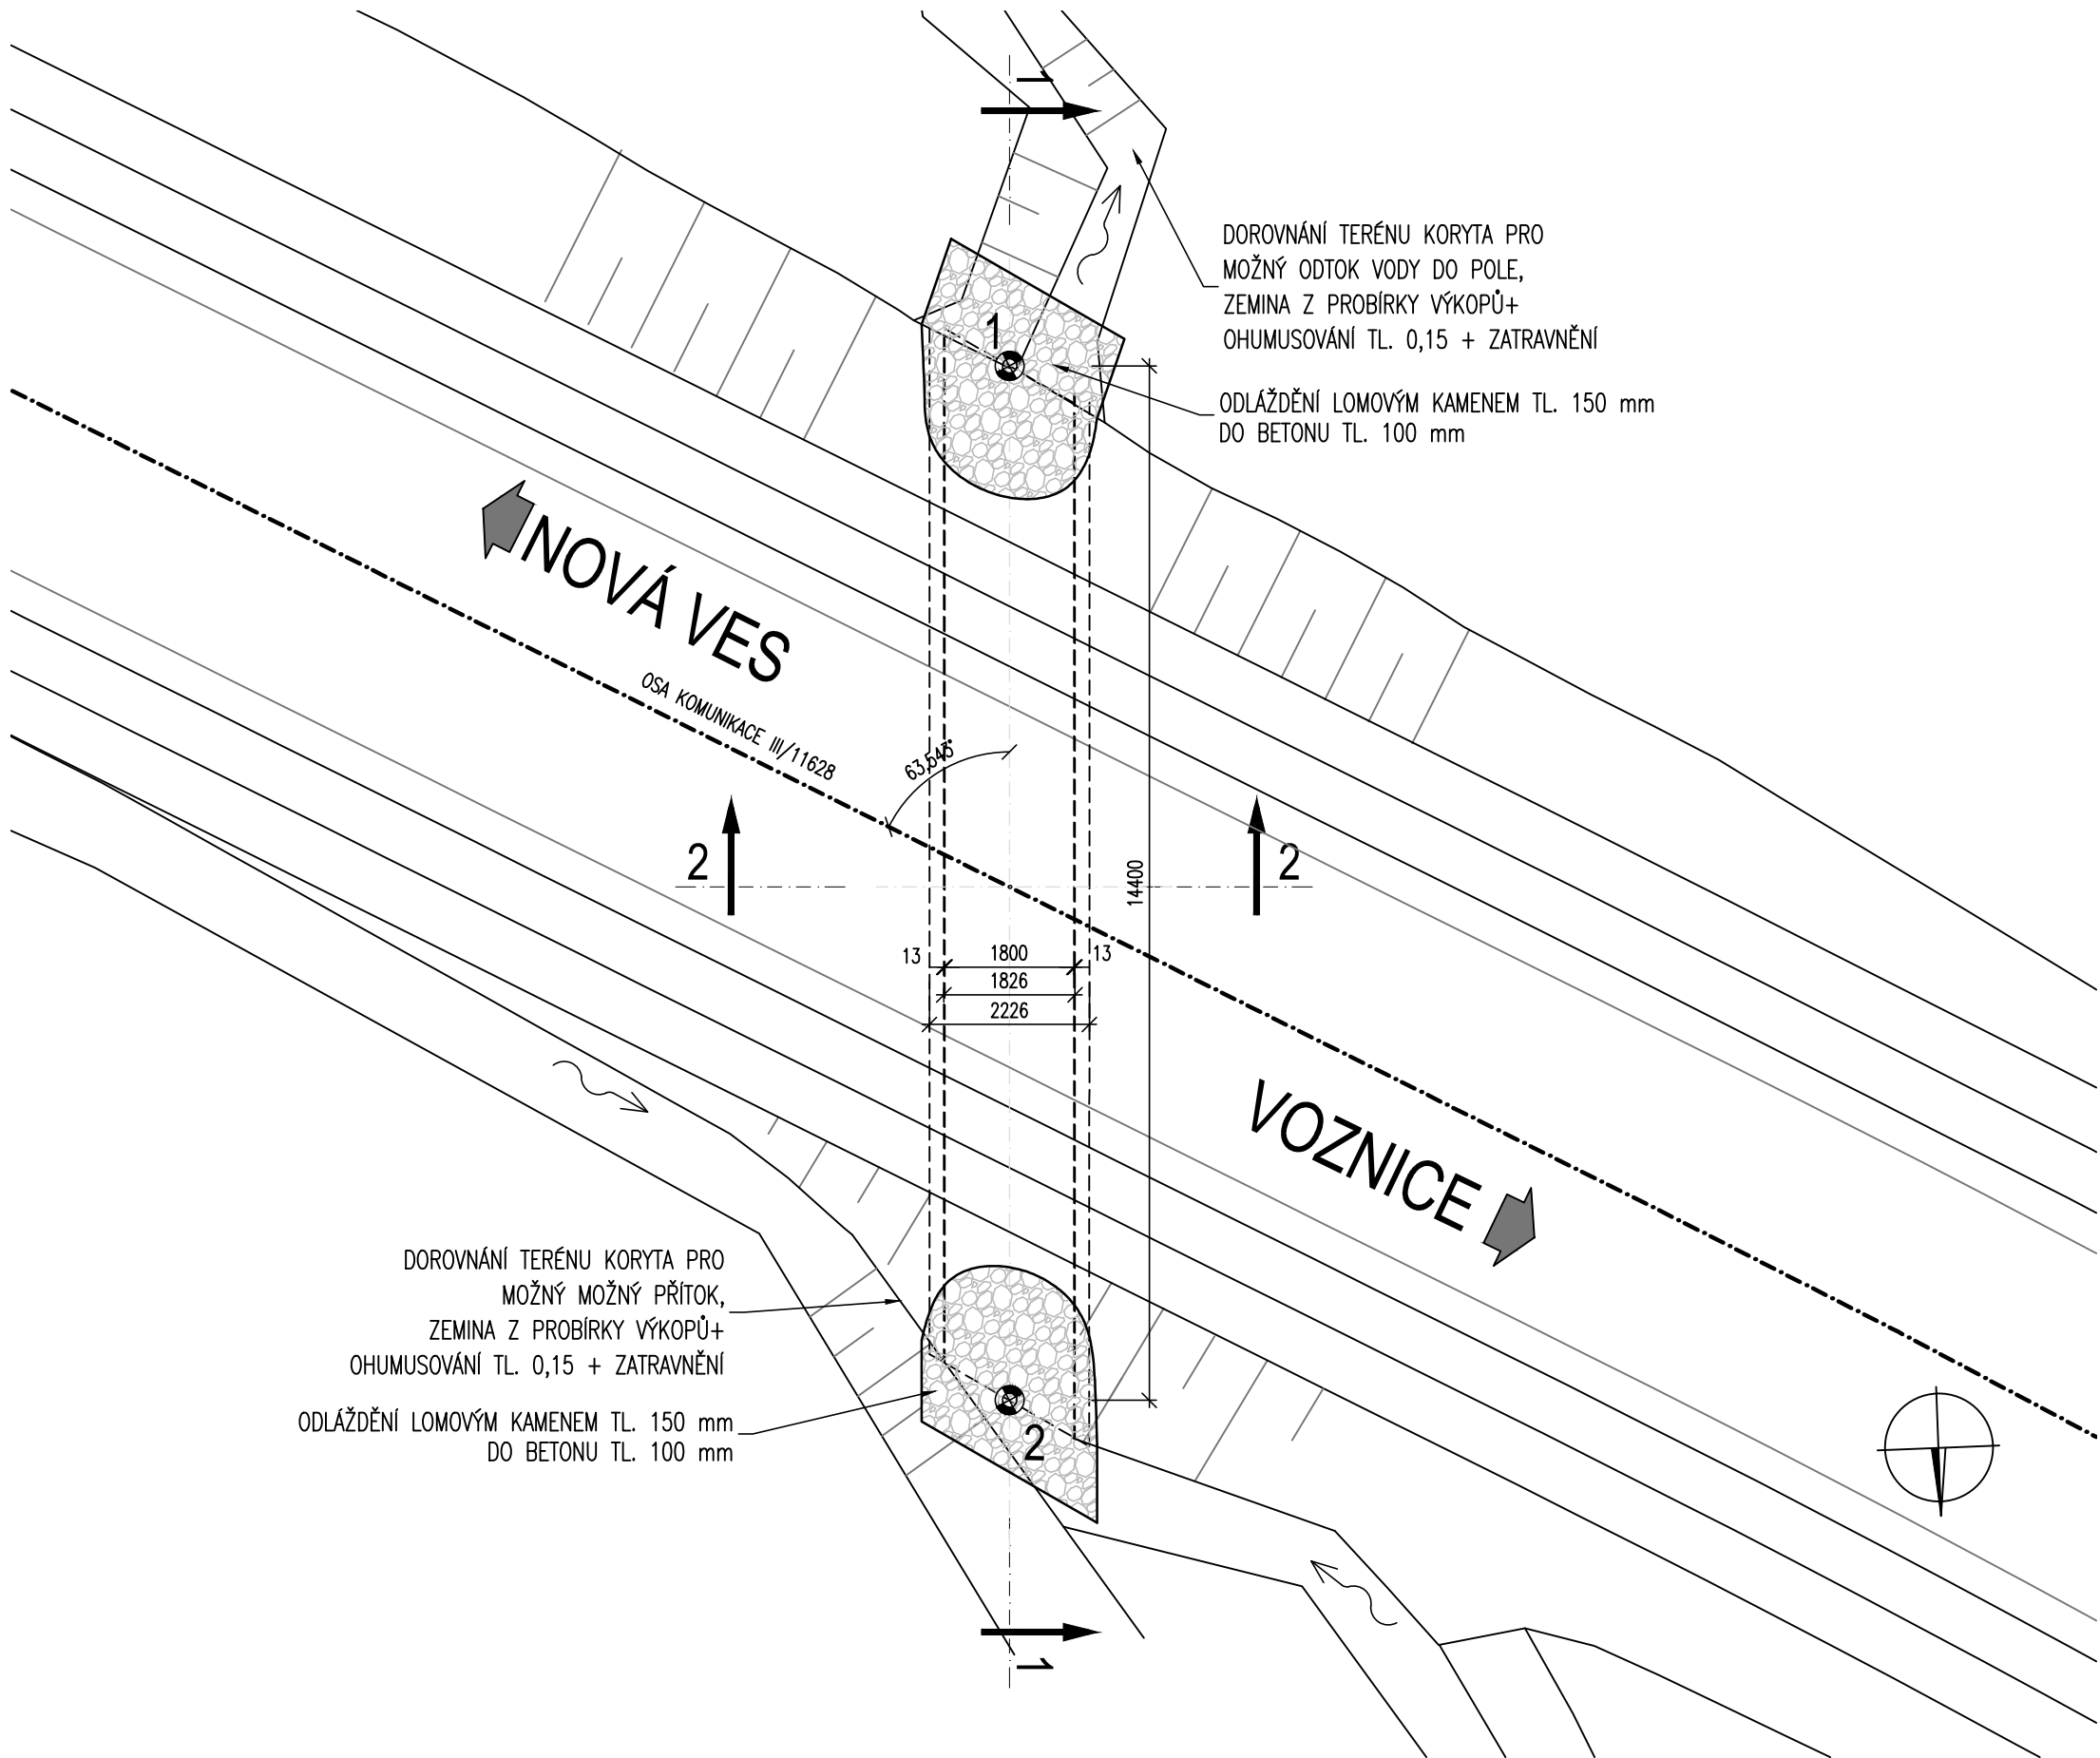 1
DOROVNÁNÍ TERÉNU KORYTA PRO
MOŽNÝ ODTOK VODY DO POLE,
ZEMINA Z PROBÍRKY VÝKOPŮ+
OHUMUSOVÁNÍ TL. 0,15 + ZATRAVNĚNÍ
1
ODLÁŽDĚNÍ LOMOVÝM KAMENEM TL. 150 mm
DO BETONU TL. 100 mm
NOVÁ VES
OSA KOMUNIKACE III/11628
63,543°
2
2
14400
13
1800
13
1826
2226
VOZNICE
DOROVNÁNÍ TERÉNU KORYTA PRO
MOŽNÝ MOŽNÝ PŘÍTOK,
ZEMINA Z PROBÍRKY VÝKOPŮ+
OHUMUSOVÁNÍ TL. 0,15 + ZATRAVNĚNÍ
ODLÁŽDĚNÍ LOMOVÝM KAMENEM TL. 150 mm
DO BETONU TL. 100 mm
2
1